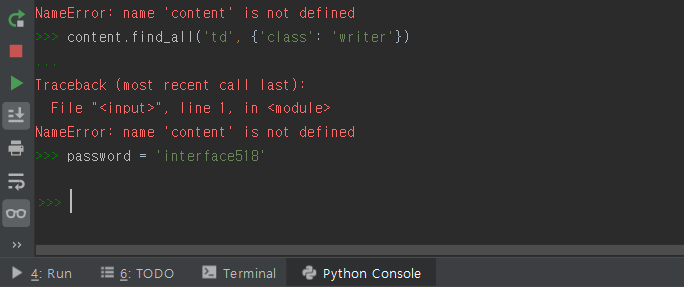 NameError: name 'content' is not defined
>>> content.find_all('td', {'class': 'writer'})
...
Traceback (most recent call last):
  File "<input>", line 1, in <module>
NameError: name 'content' is not defined
>>> password = 'interface518'
>>>
4: Run 6: TODO Terminal Python Console